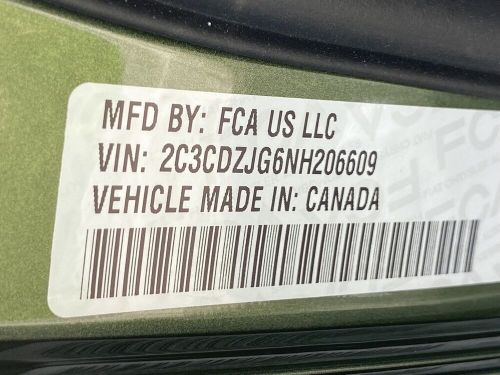 MFD BY: FCA US LLC
VIN: 2C3CDZJG6NH206609
VEHICLE MADE IN: CANADA